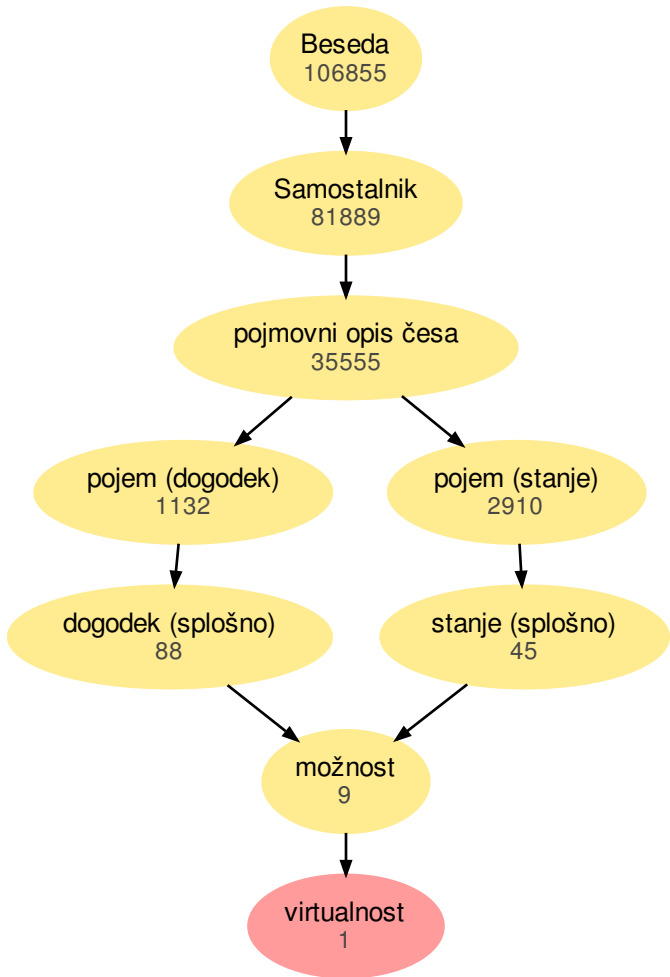 Beseda
106855
Samostalnik
81889
pojmovni opis česa
35555
pojem (dogodek)
1132
pojem (stanje)
2910
dogodek (splošno)
88
stanje (splošno)
45
možnost
9
virtualnost
1